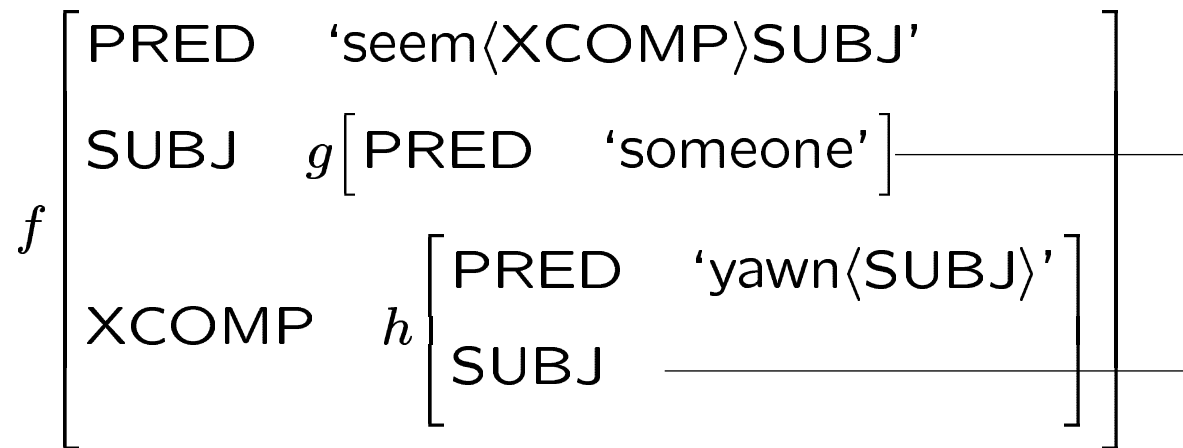 PRED ‘seem⟨XCOMP⟩SUBJ’
SUBJ g[PRED ‘someone’]
f
PRED ‘yawn⟨SUBJ⟩’
XCOMP h
SUBJ